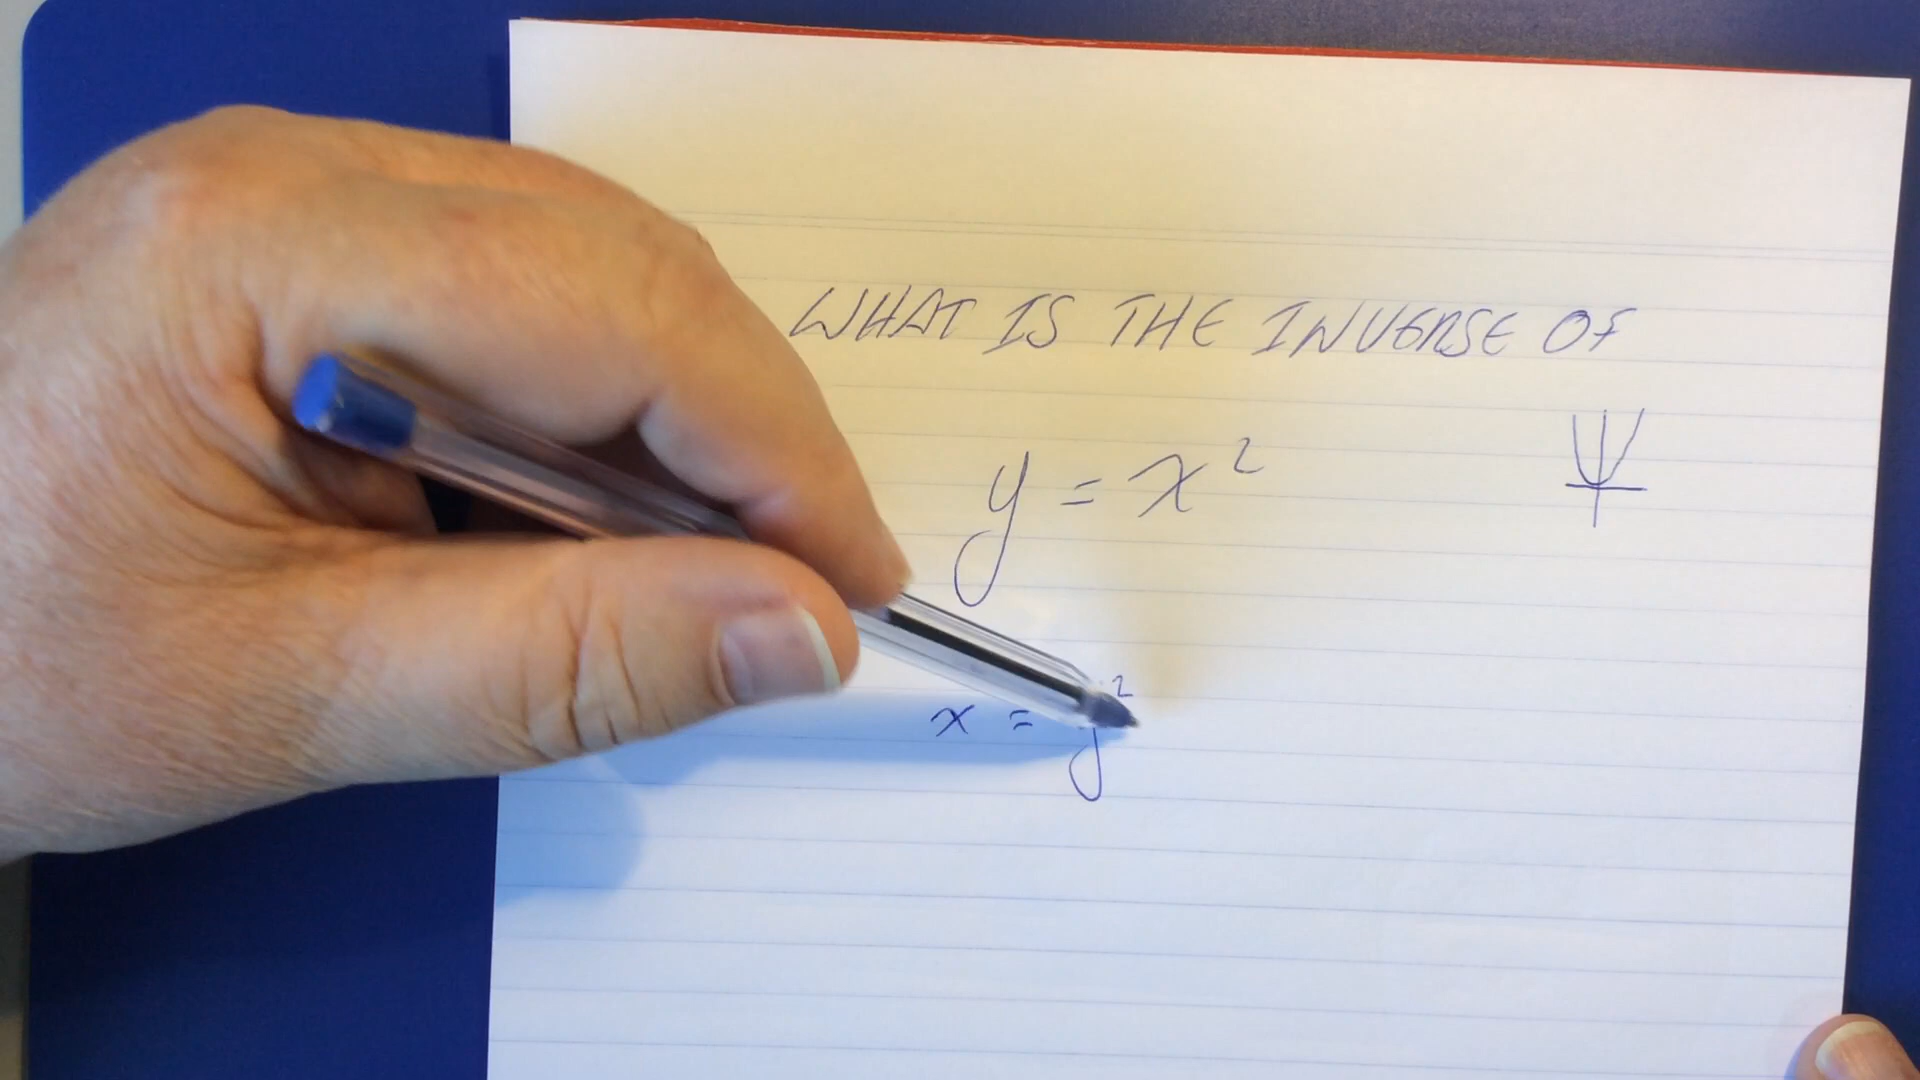 WHAT IS THE INVERSE OF
y = x²
x = y²